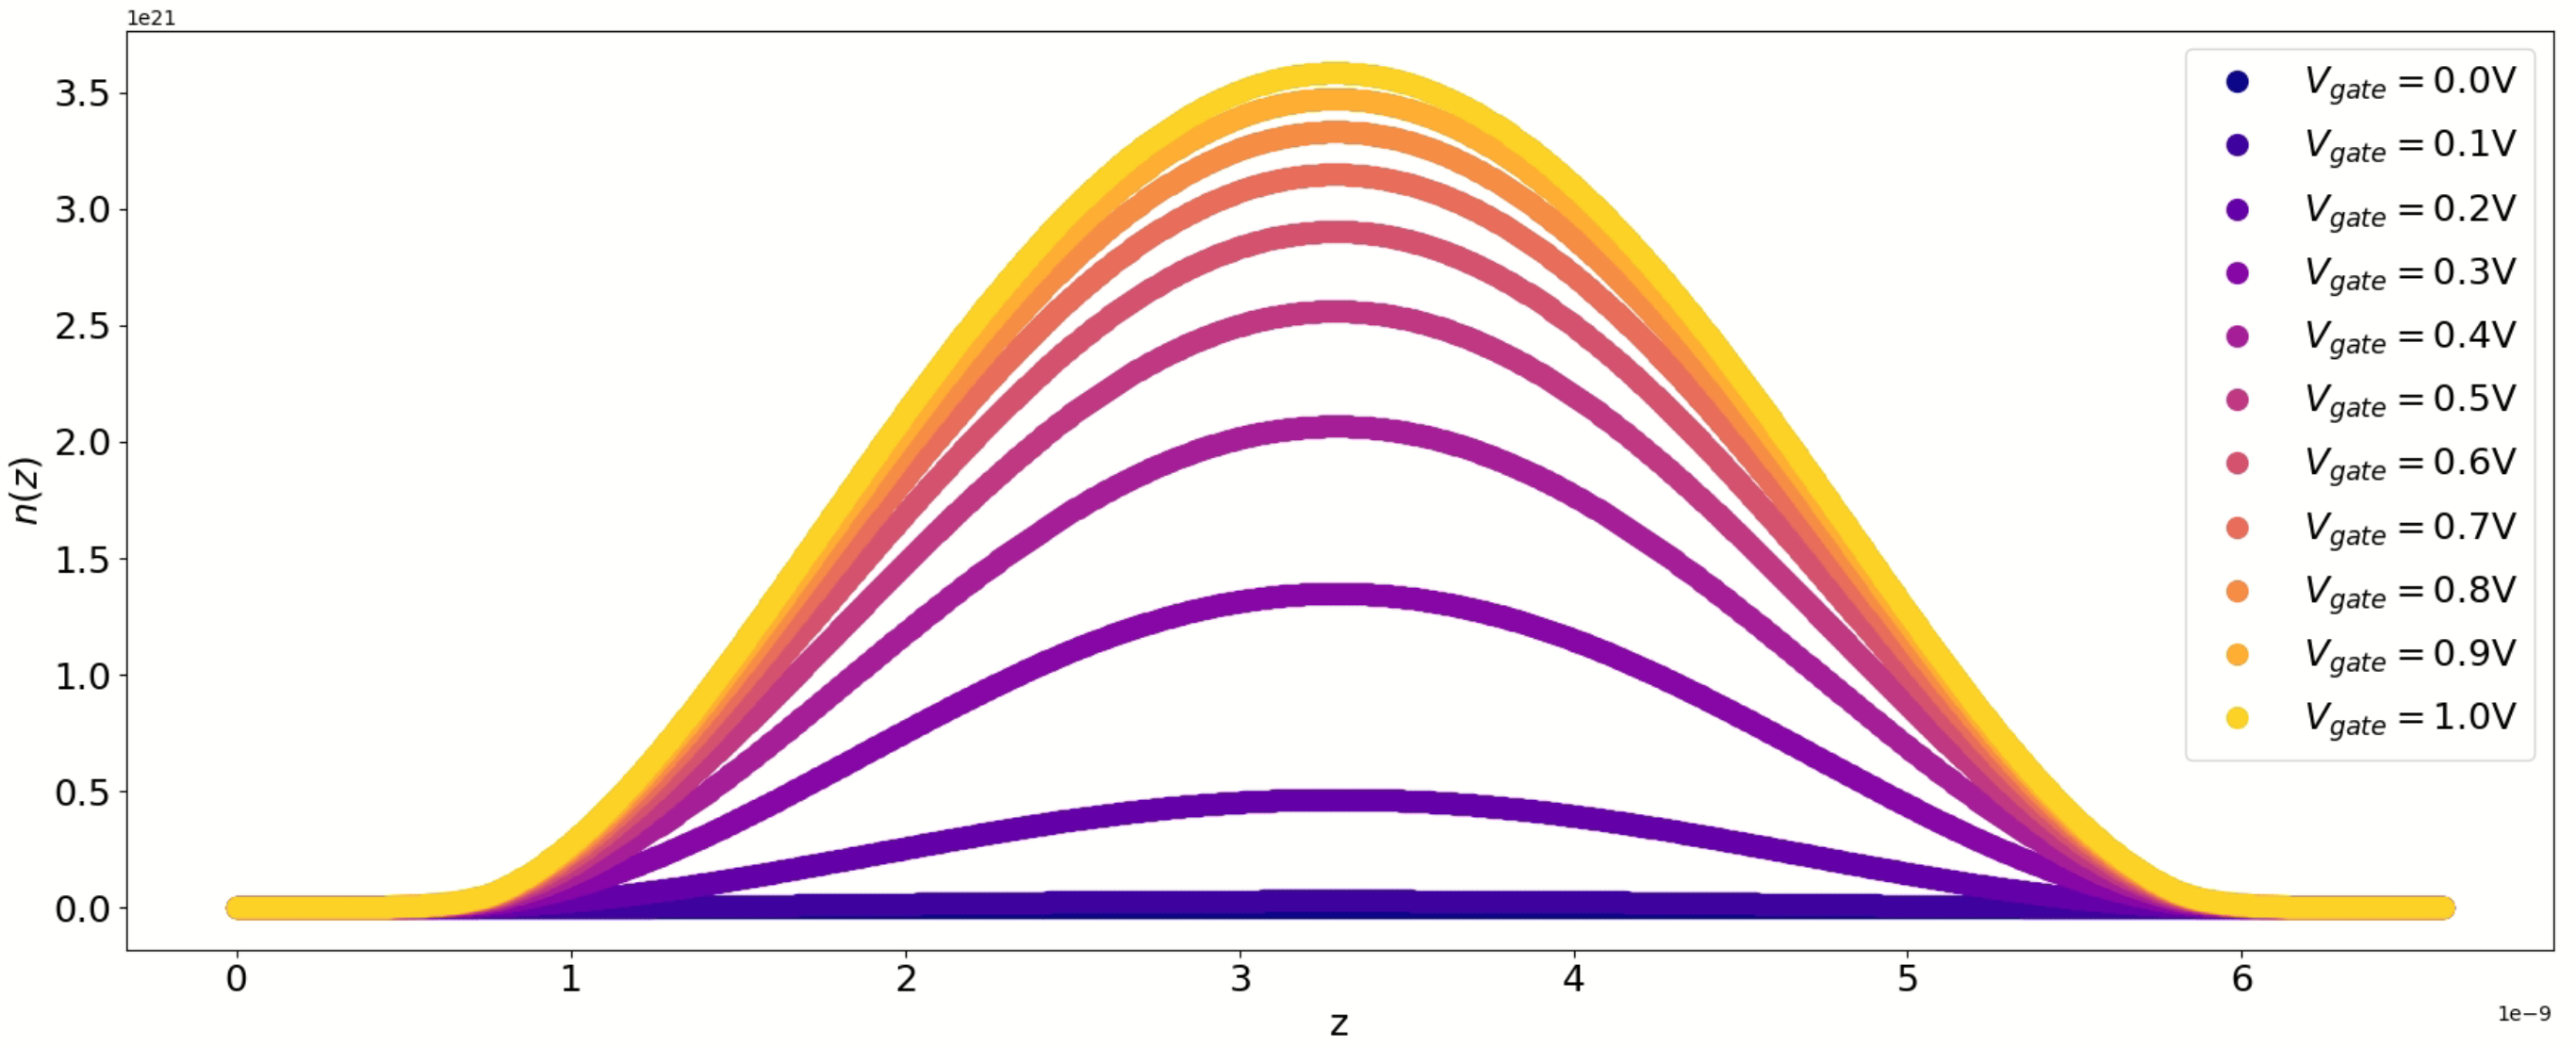 1e21
3.5
3.0
2.5
2.0
1.5
1.0
0.5
0.0
n(z)
0 1 2 3 4 5 6
1e−9
z
V_gate = 0.0V
V_gate = 0.1V
V_gate = 0.2V
V_gate = 0.3V
V_gate = 0.4V
V_gate = 0.5V
V_gate = 0.6V
V_gate = 0.7V
V_gate = 0.8V
V_gate = 0.9V
V_gate = 1.0V